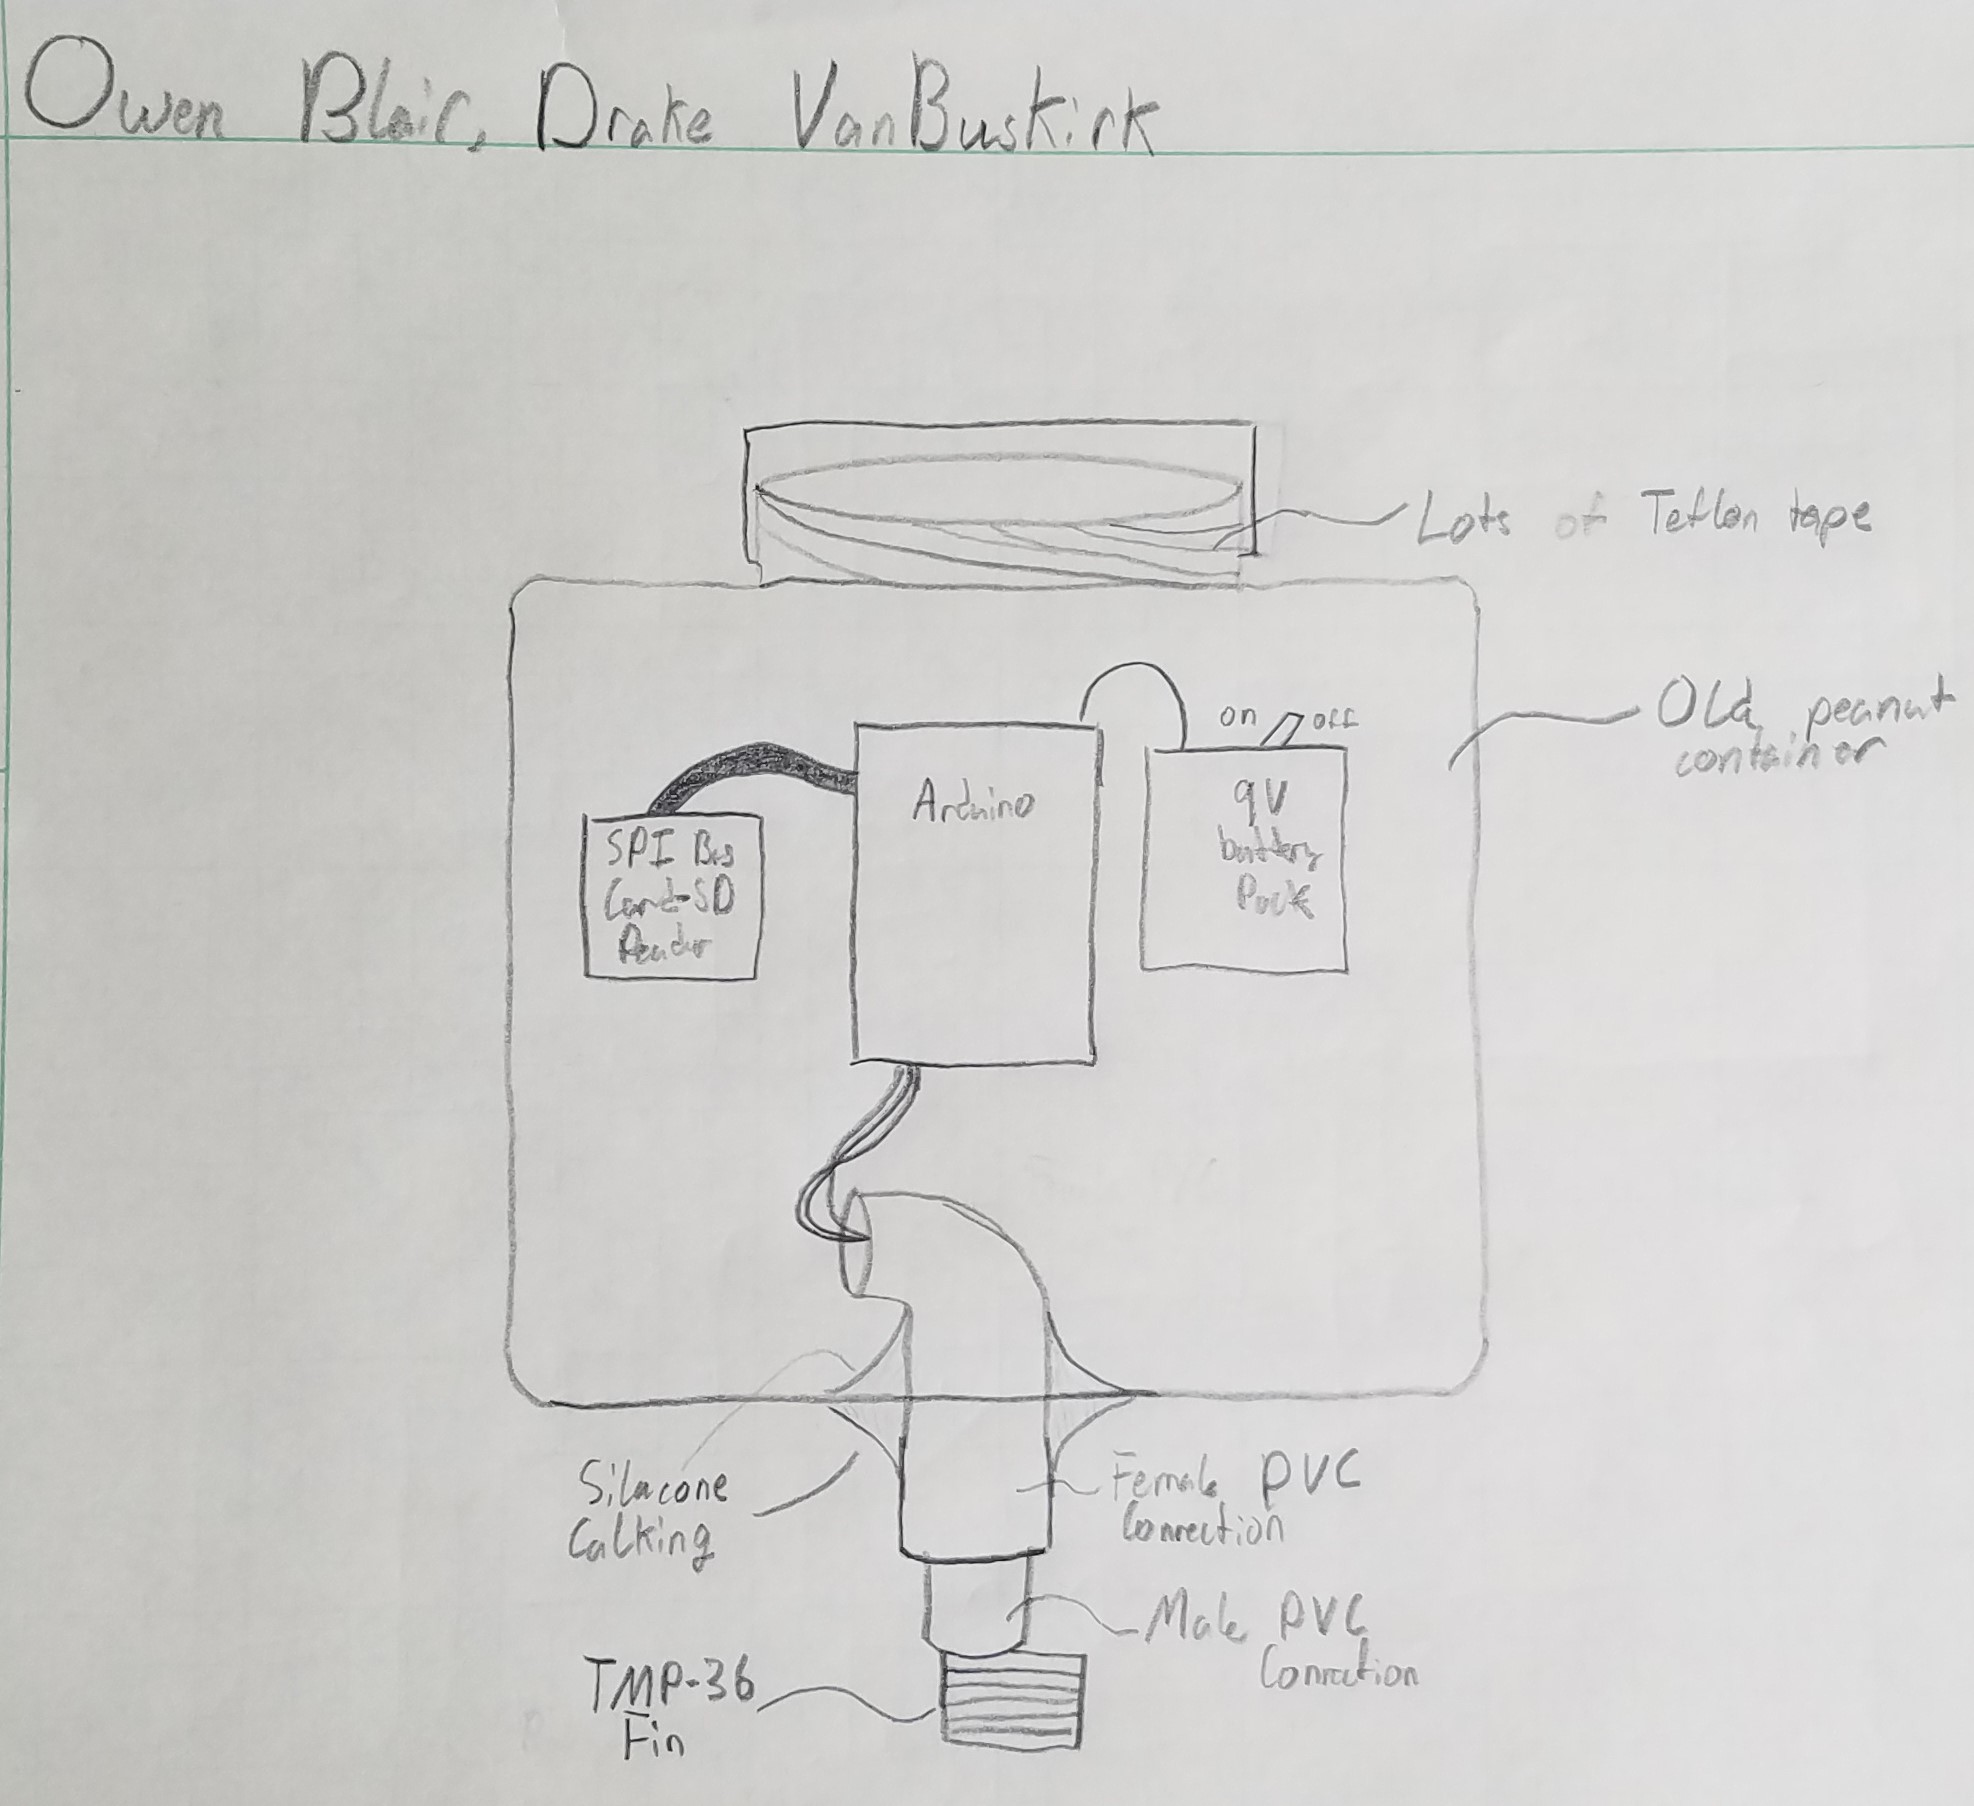 Owen Blair, Drake VanBuskirk
Lots of Teflon tape
Old peanut
container
on off
Arduino
9V
battery
Pack
SPI Bus
Card-SD
Reader
Silacone
Calking
Female PVC
Connection
Male PVC
Connection
TMP-36
Fin